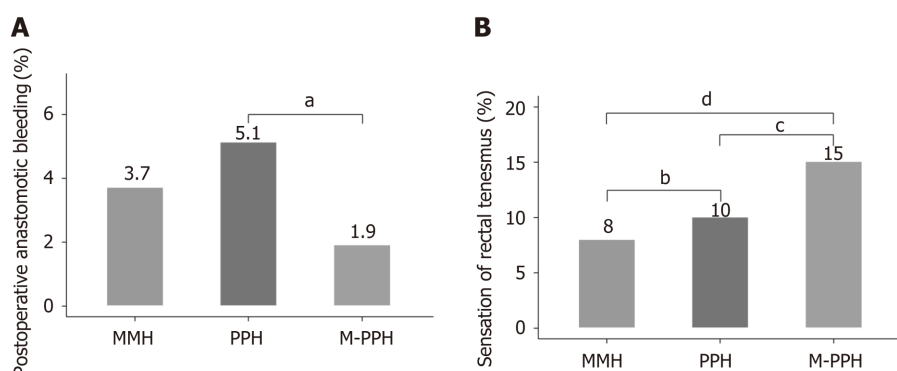 A
Postoperative anastomotic bleeding (%)
6
4
2
0
a
3.7
5.1
1.9
MMH PPH M-PPH
B
Sensation of rectal tenesmus (%)
20
15
10
5
0
d
c
b
8
10
15
MMH PPH M-PPH